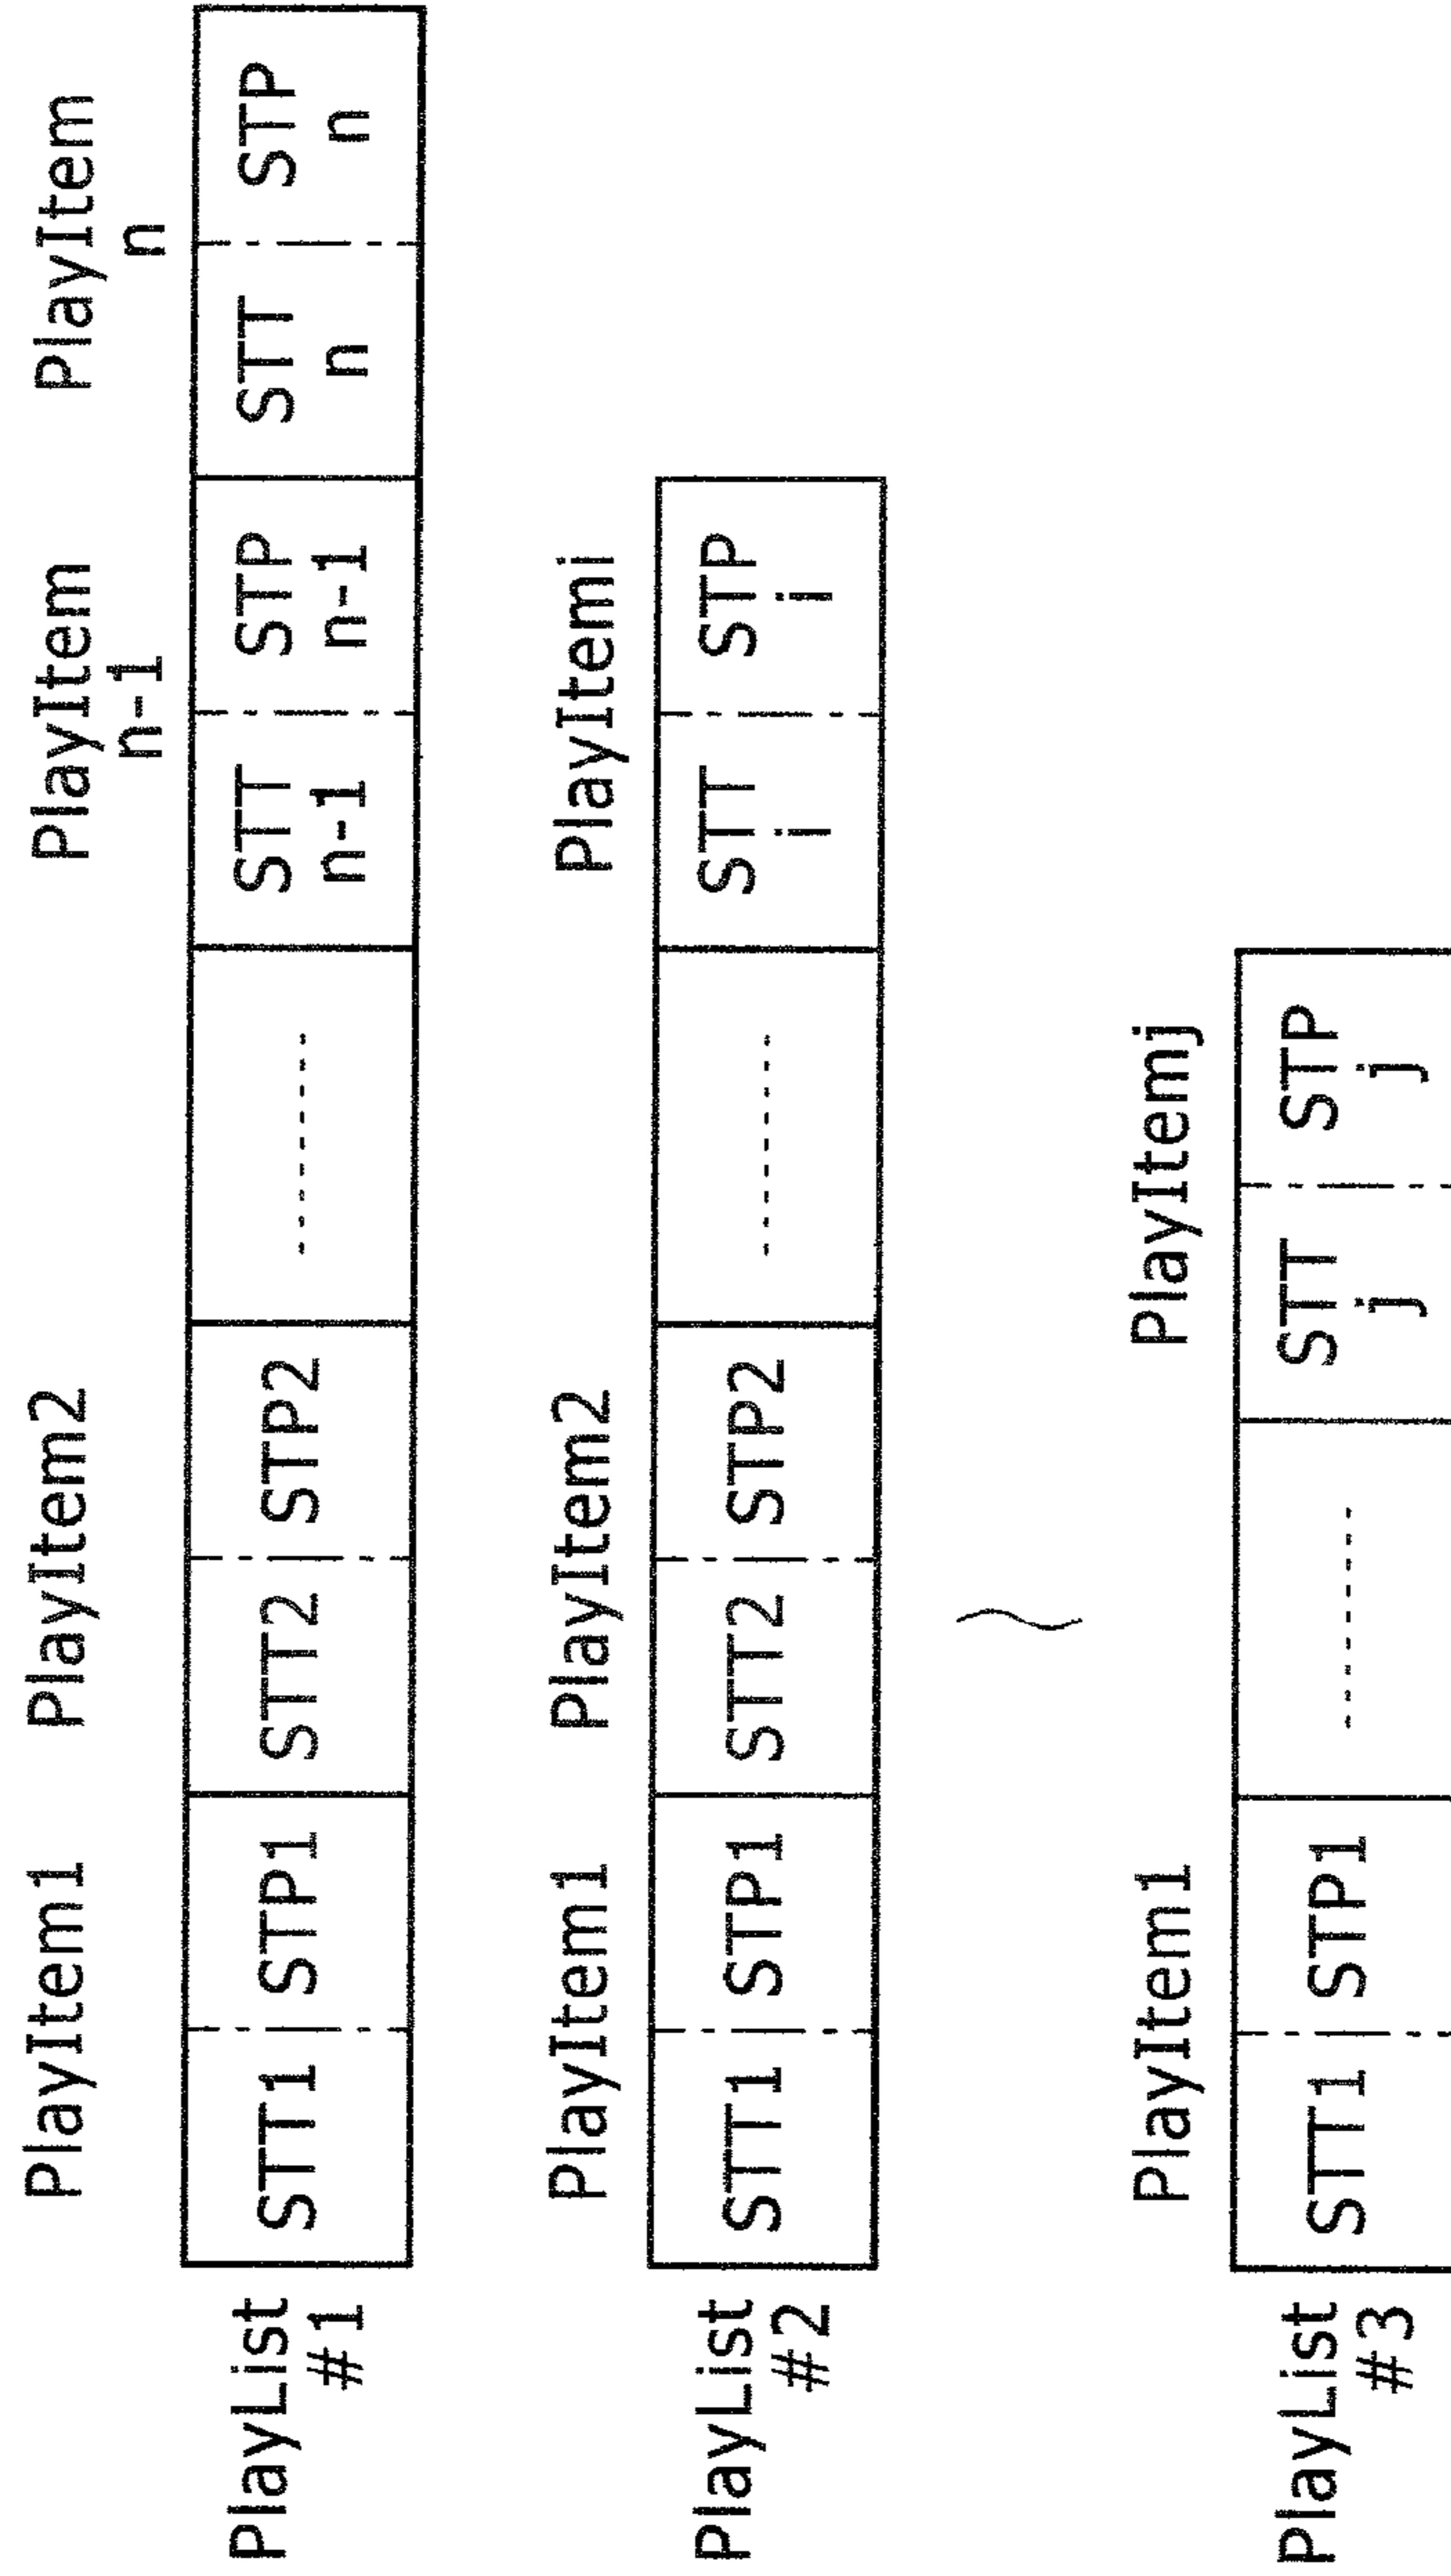 PlayItem1 PlayItem2 PlayItem PlayItem
n-1 n
PlayList STT1 STP1 STT2 STP2 --------- STT STP STT STP
#1 n-1 n-1 n n
PlayItem1 PlayItem2 PlayItemi
PlayList STT1 STP1 STT2 STP2 --------- STT STP
#2 i i
PlayItem1 PlayItemj
PlayList STT1 STP1 --------- STT STP
#3 j j